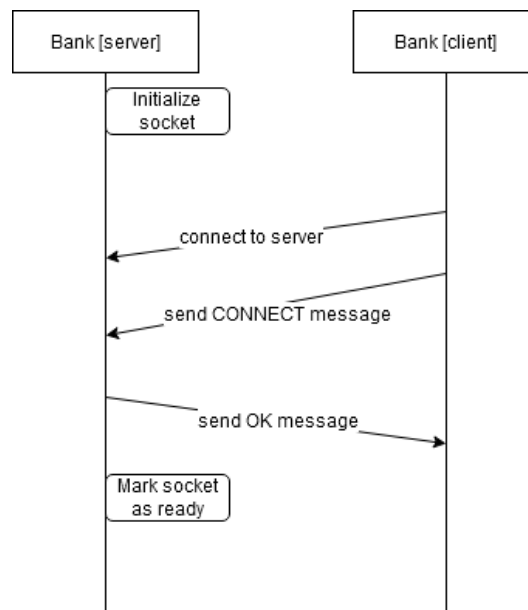 Bank [server]
Bank [client]
Initialize
socket
connect to server
send CONNECT message
send OK message
Mark socket
as ready